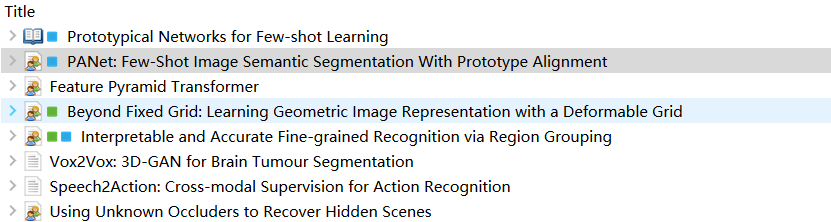 Title
Prototypical Networks for Few-shot Learning
PANet: Few-Shot Image Semantic Segmentation With Prototype Alignment
Feature Pyramid Transformer
Beyond Fixed Grid: Learning Geometric Image Representation with a Deformable Grid
Interpretable and Accurate Fine-grained Recognition via Region Grouping
Vox2Vox: 3D-GAN for Brain Tumour Segmentation
Speech2Action: Cross-modal Supervision for Action Recognition
Using Unknown Occluders to Recover Hidden Scenes